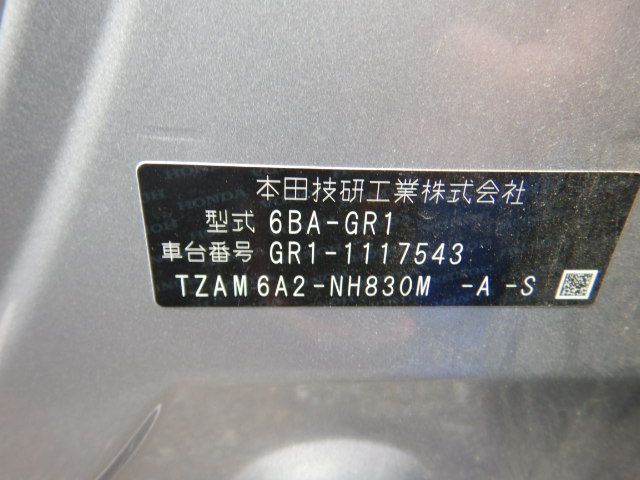 本田技研工業株式会社
型式 6BA-GR1
車台番号 GR1-1117543
TZAM6A2-NH830M -A -S